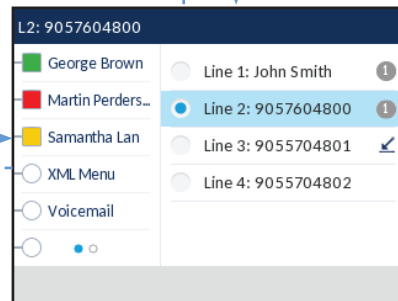 L2: 9057604800
George Brown
Martin Perders...
Samantha Lan
XML Menu
Voicemail
Line 1: John Smith 1
Line 2: 9057604800 1
Line 3: 9055704801
Line 4: 9055704802